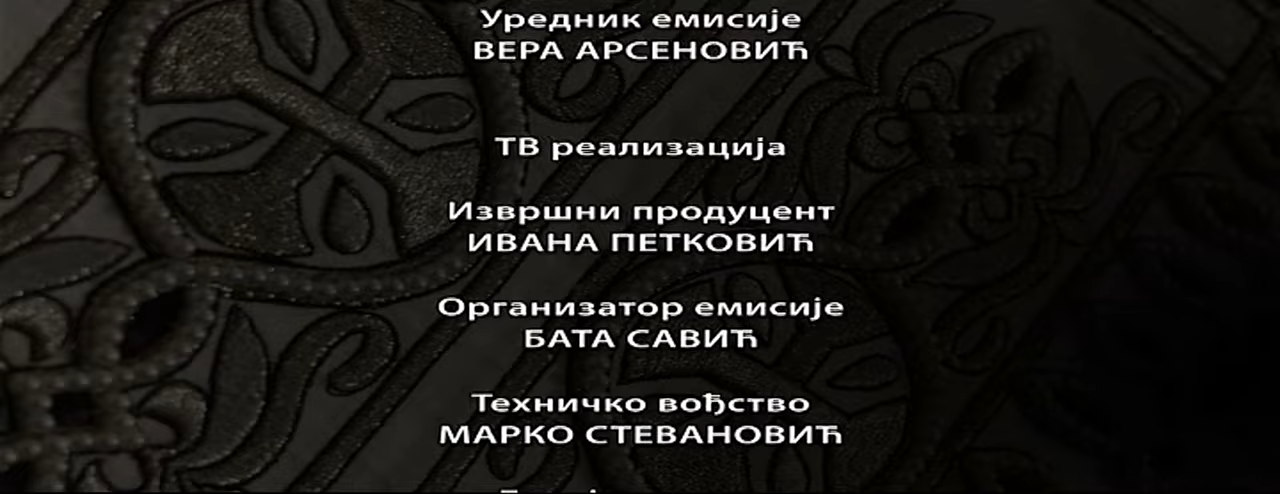 Уредник емисије
ВЕРА АРСЕНОВИЋ
ТВ реализација
Извршни продуцент
ИВАНА ПЕТКОВИЋ
Организатор емисије
БАТА САВИЋ
Техничко вођство
МАРКО СТЕВАНОВИЋ